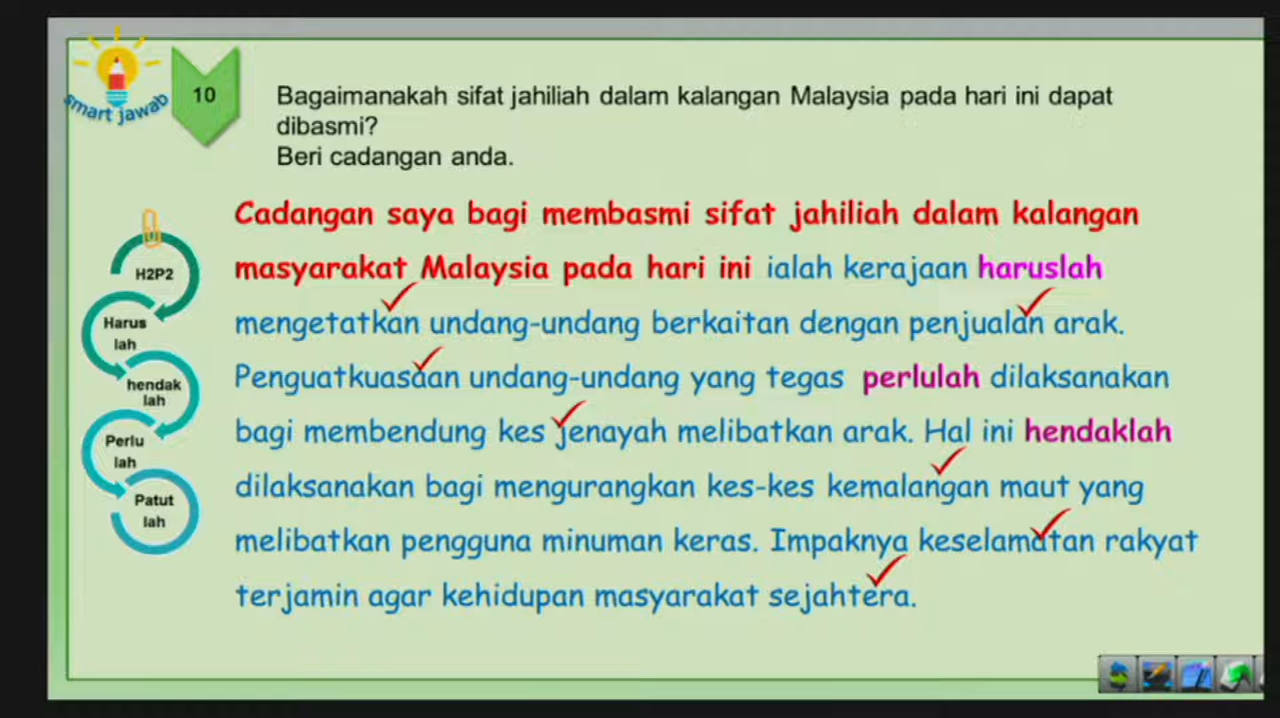 smart jawab
10
Bagaimanakah sifat jahiliah dalam kalangan Malaysia pada hari ini dapat
dibasmi?
Beri cadangan anda.
Cadangan saya bagi membasmi sifat jahiliah dalam kalangan
masyarakat Malaysia pada hari ini ialah kerajaan haruslah
mengetatkan undang-undang berkaitan dengan penjualan arak.
Penguatkuasaan undang-undang yang tegas perlulah dilaksanakan
bagi membendung kes jenayah melibatkan arak. Hal ini hendaklah
dilaksanakan bagi mengurangkan kes-kes kemalangan maut yang
melibatkan pengguna minuman keras. Impaknya keselamatan rakyat
terjamin agar kehidupan masyarakat sejahtera.
H2P2
Harus
lah
hendak
lah
Perlu
lah
Patut
lah